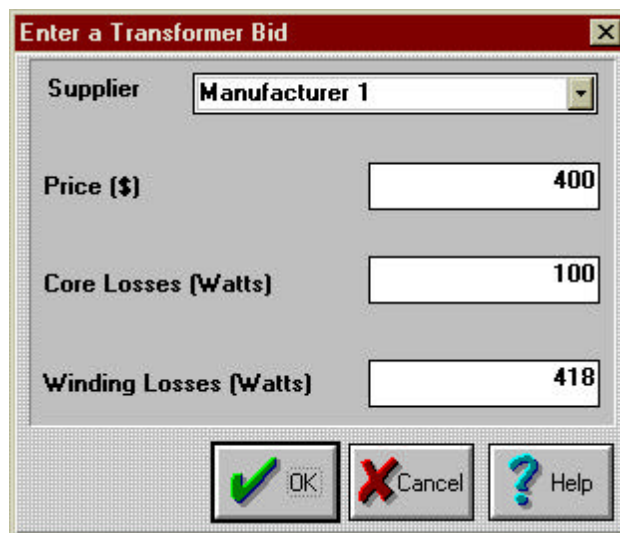 Enter a Transformer Bid
Supplier Manufacturer 1
Price ($) 400
Core Losses (Watts) 100
Winding Losses (Watts) 418
OK Cancel ? Help